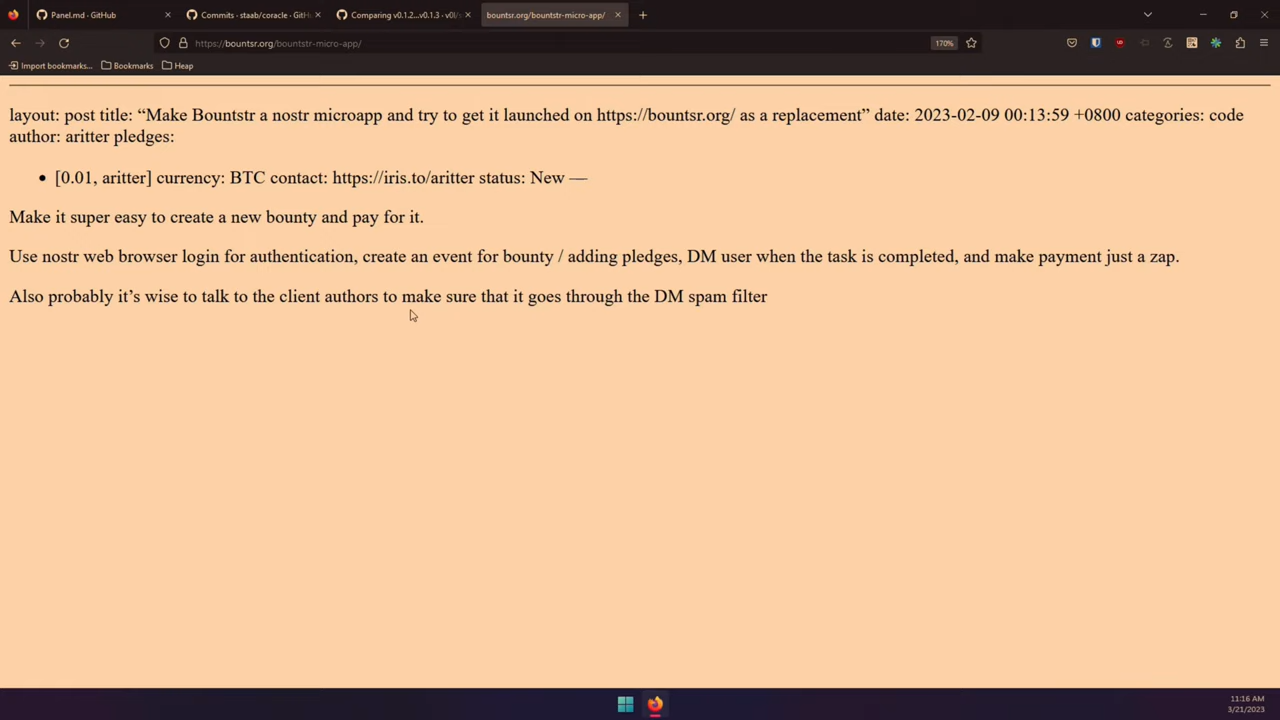 Panel.md · GitHub
Commits · staab/coracle · GitH
Comparing v0.1.2...v0.1.3 · v0l/s
bountsr.org/bountstr-micro-app/
https://bountsr.org/bountstr-micro-app/
170%
Import bookmarks...
Bookmarks
Heap
layout: post title: “Make Bountstr a nostr microapp and try to get it launched on https://bountsr.org/ as a replacement” date: 2023-02-09 00:13:59 +0800 categories: code
author: aritter pledges:
• [0.01, aritter] currency: BTC contact: https://iris.to/aritter status: New —
Make it super easy to create a new bounty and pay for it.
Use nostr web browser login for authentication, create an event for bounty / adding pledges, DM user when the task is completed, and make payment just a zap.
Also probably it’s wise to talk to the client authors to make sure that it goes through the DM spam filter
11:16 AM
3/21/2023